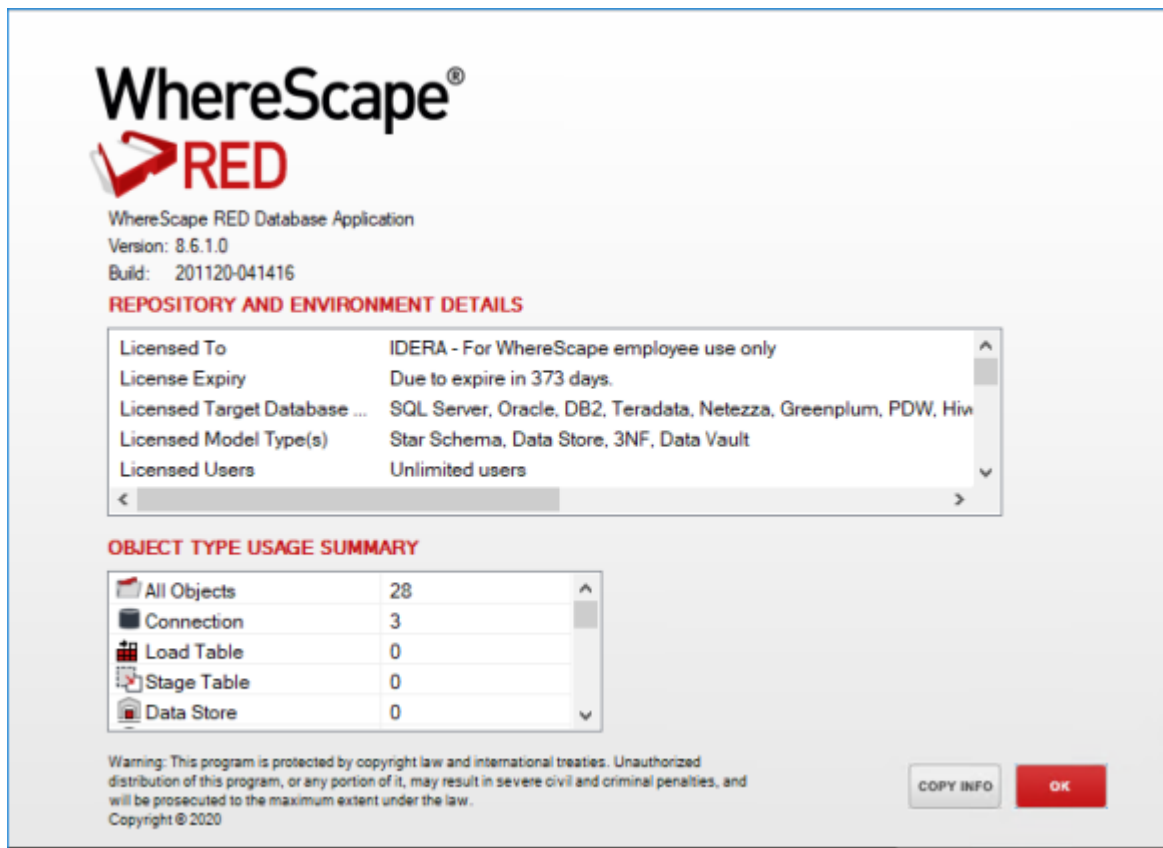 WhereScape®
RED
WhereScape RED Database Application
Version: 8.6.1.0
Build: 201120-041416
REPOSITORY AND ENVIRONMENT DETAILS
Licensed To IDERA - For WhereScape employee use only
License Expiry Due to expire in 373 days.
Licensed Target Database ... SQL Server, Oracle, DB2, Teradata, Netezza, Greenplum, PDW,
Licensed Model Type(s) Star Schema, Data Store, 3NF, Data Vault
Licensed Users Unlimited users
OBJECT TYPE USAGE SUMMARY
All Objects 28
Connection 3
Load Table 0
Stage Table 0
Data Store 0
Warning: This program is protected by copyright law and international treaties. Unauthorized
distribution of this program, or any portion of it, may result in severe civil and criminal penalties, and
will be prosecuted to the maximum extent under the law.
Copyright © 2020
COPY INFO
OK